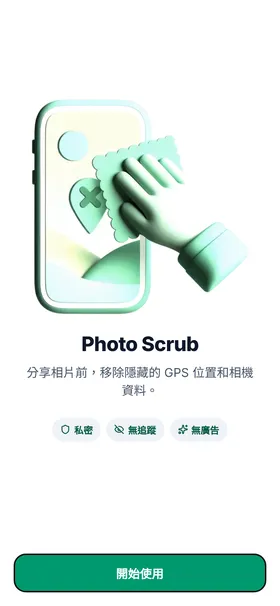 Photo Scrub
分享相片前，移除隱藏的 GPS 位置和相機
資料。
私密 無追蹤 無廣告
開始使用